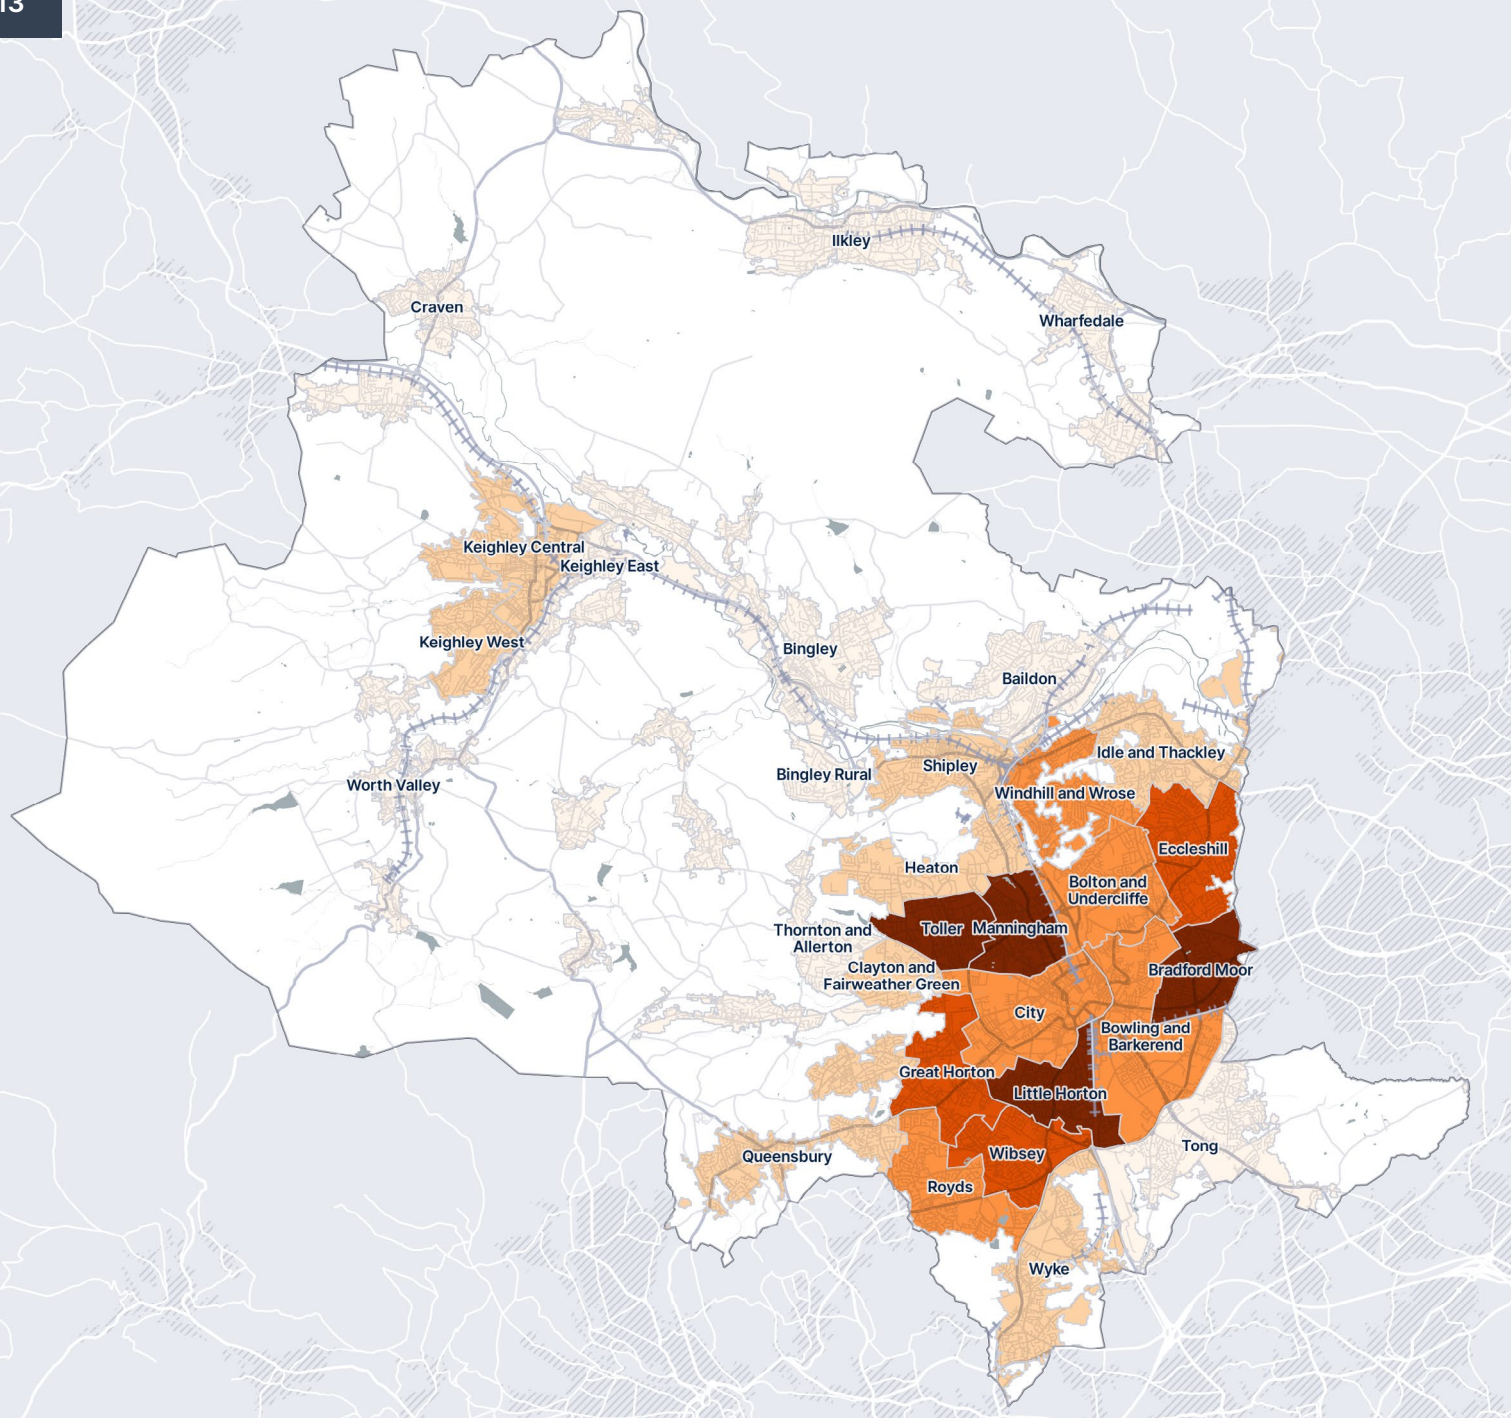 13
Ilkley
Craven
Wharfedale
Keighley Central
Keighley East
Keighley West
Bingley
Baildon
Idle and Thackley
Shipley
Bingley Rural
Worth Valley
Windhill and Wrose
Eccleshill
Heaton
Bolton and
Undercliffe
Toller
Manningham
Thornton and
Allerton
Clayton and
Fairweather Green
Bradford Moor
City
Bowling and
Barkerend
Great Horton
Little Horton
Tong
Wibsey
Queensbury
Royds
Wyke